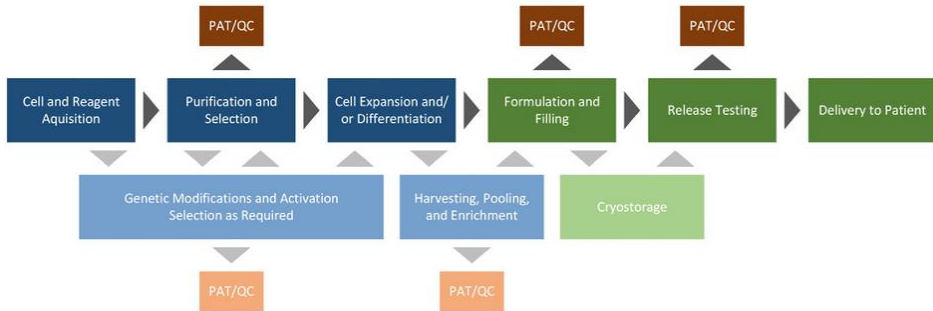 PAT/QC
PAT/QC
PAT/QC
Cell and Reagent
Aquisition
Purification and
Selection
Cell Expansion and/
or Differentiation
Formulation and
Filling
Release Testing
Delivery to Patient
Genetic Modifications and Activation
Selection as Required
Harvesting, Pooling,
and Enrichment
Cryostorage
PAT/QC
PAT/QC